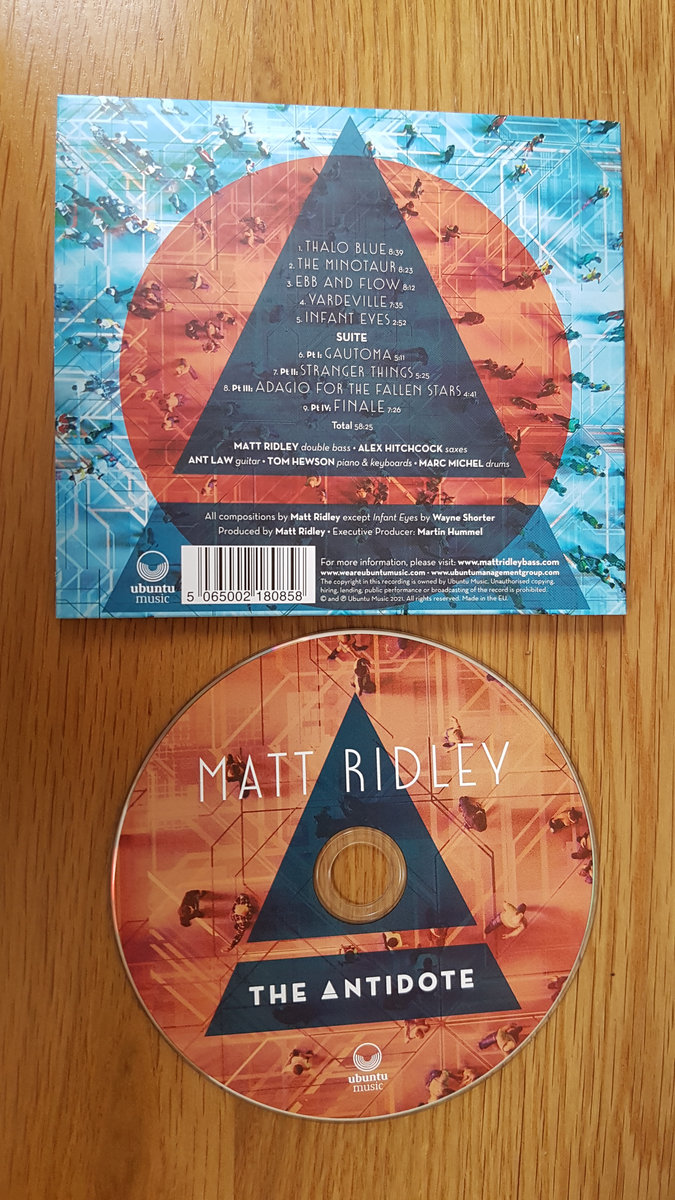 1. THALO BLUE 8:39
2. THE MINOTAUR 8:23
3. EBB AND FLOW 8:12
4. YARDEVILLE 7:35
5. INFANT EYES 2:52
SUITE
6. Pt I: GAUTOMA 5:11
7. Pt II: STRANGER THINGS 5:25
8. Pt III: ADAGIO FOR THE FALLEN STARS 4:41
9. Pt IV: FINALE 7:26
Total 58:25
MATT RIDLEY double bass • ALEX HITCHCOCK saxes
ANT LAW guitar • TOM HEWSON piano & keyboards • MARC MICHEL drums
All compositions by Matt Ridley except Infant Eyes by Wayne Shorter
Produced by Matt Ridley • Executive Producer: Martin Hummel
ubuntu
music
5 065002 180858
For more information, please visit: www.mattridleybass.com
www.weareubuntumusic.com • www.ubuntumanagementgroup.com
The copyright in this recording is owned by Ubuntu Music. Unauthorised copying,
hiring, lending, public performance or broadcasting of the record is prohibited.
© and ℗ Ubuntu Music 2021. All rights reserved. Made in the EU.
MATT RIDLEY
THE ANTIDOTE
ubuntu
music